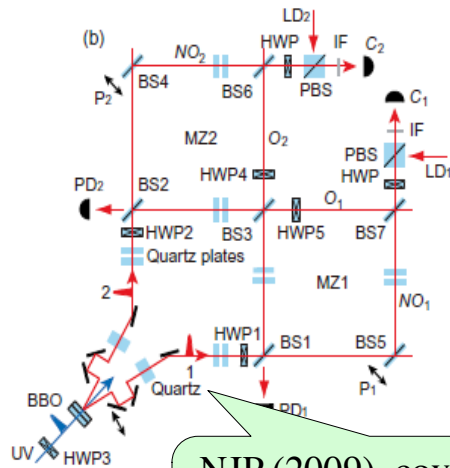 (b)
LD2
NO2
HWP
IF
C2
BS4
BS6
PBS
P2
C1
MZ2
O2
IF
PBS
HWP4
HWP
LD1
PD2
BS2
O1
BS3
HWP5
BS7
HWP2
Quartz plates
MZ1
NO1
2
HWP1
BS1
BS5
1
P1
BBO
Quartz
PD1
UV
HWP3
NJP (2009)